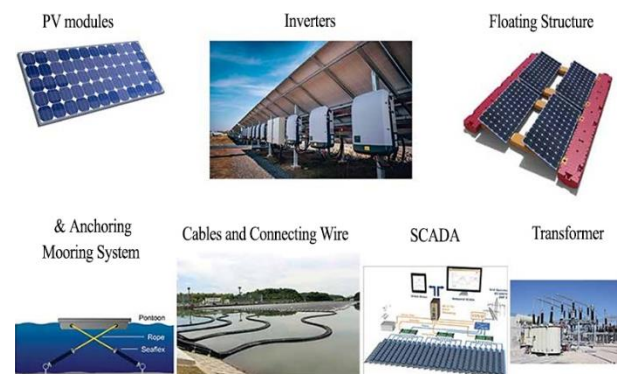 PV modules
Inverters
Floating Structure
& Anchoring
Mooring System
Cables and Connecting Wire
SCADA
Transformer
Pontoon
Rope
Seaflex